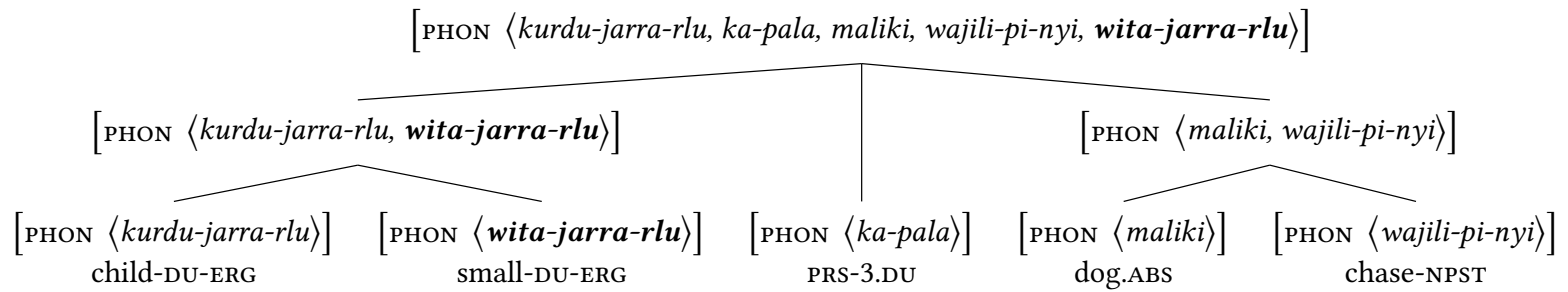 [PHON ⟨kurdu-jarra-rlu, ka-pala, maliki, wajili-pi-nyi, wita-jarra-rlu⟩]
[PHON ⟨kurdu-jarra-rlu, wita-jarra-rlu⟩] [PHON ⟨maliki, wajili-pi-nyi⟩]
[PHON ⟨kurdu-jarra-rlu⟩] [PHON ⟨wita-jarra-rlu⟩] [PHON ⟨ka-pala⟩] [PHON ⟨maliki⟩] [PHON ⟨wajili-pi-nyi⟩]
child-DU-ERG small-DU-ERG PRS-3.DU dog.ABS chase-NPST